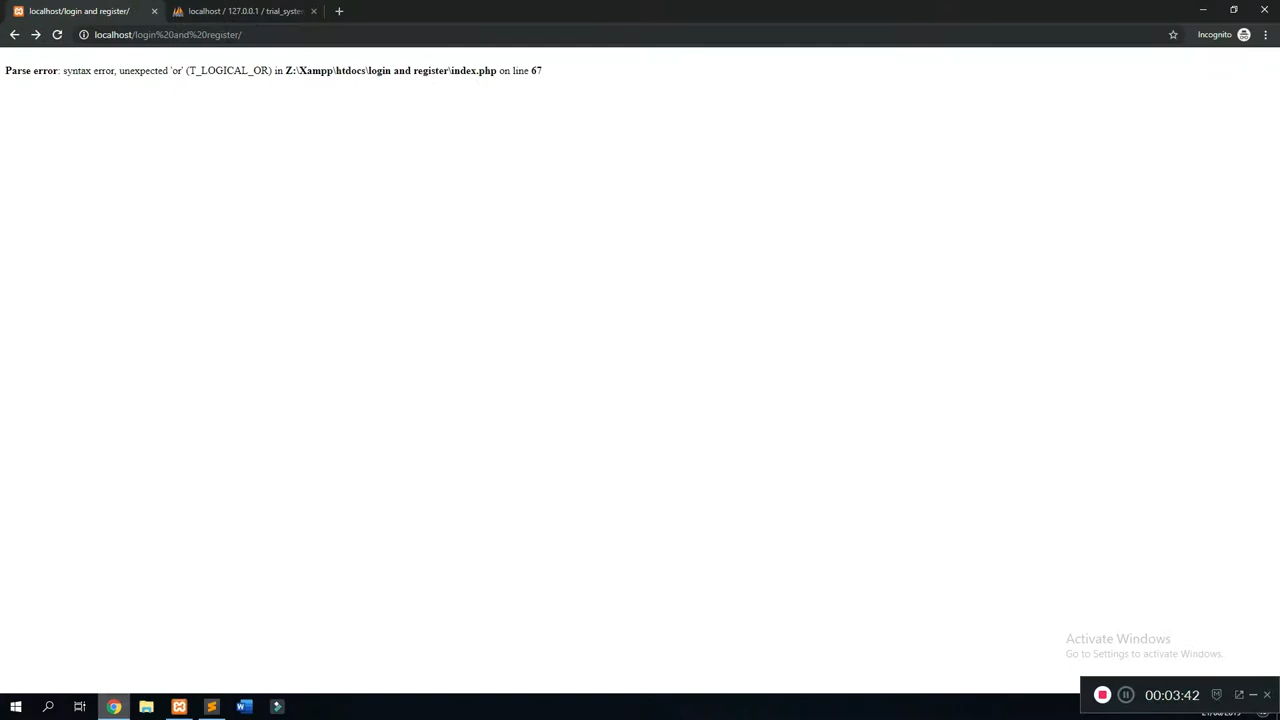 localhost/login and register/
localhost / 127.0.0.1 / trial_syste
localhost/login%20and%20register/
Incognito
Parse error: syntax error, unexpected 'or' (T_LOGICAL_OR) in Z:\Xampp\htdocs\login and register\index.php on line 67
Activate Windows
Go to Settings to activate Windows.
00:03:42